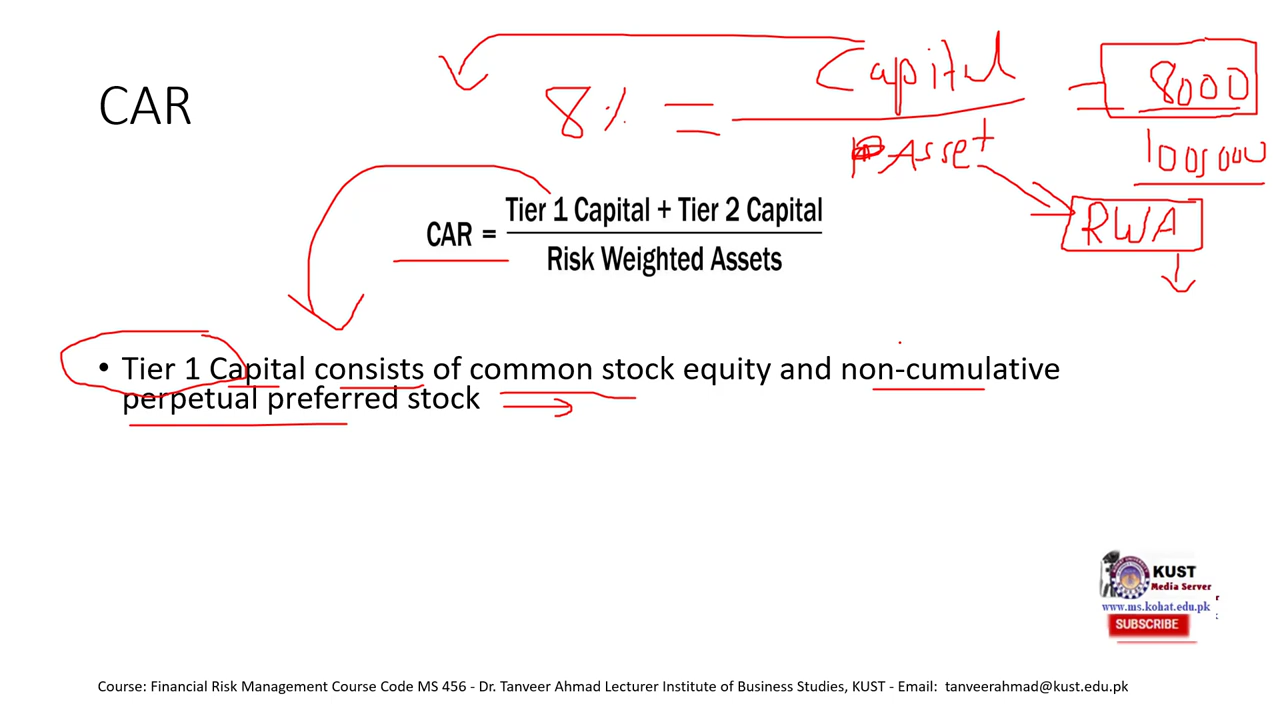 CAR
8% = Capital / Asset = 8000 / 100,000
RWA
CAR = Tier 1 Capital + Tier 2 Capital / Risk Weighted Assets
• Tier 1 Capital consists of common stock equity and non-cumulative
perpetual preferred stock
KUST
Media Server
www.ms.kohat.edu.pk
SUBSCRIBE
Course: Financial Risk Management Course Code MS 456 - Dr. Tanveer Ahmad Lecturer Institute of Business Studies, KUST - Email: tanveerahmad@kust.edu.pk